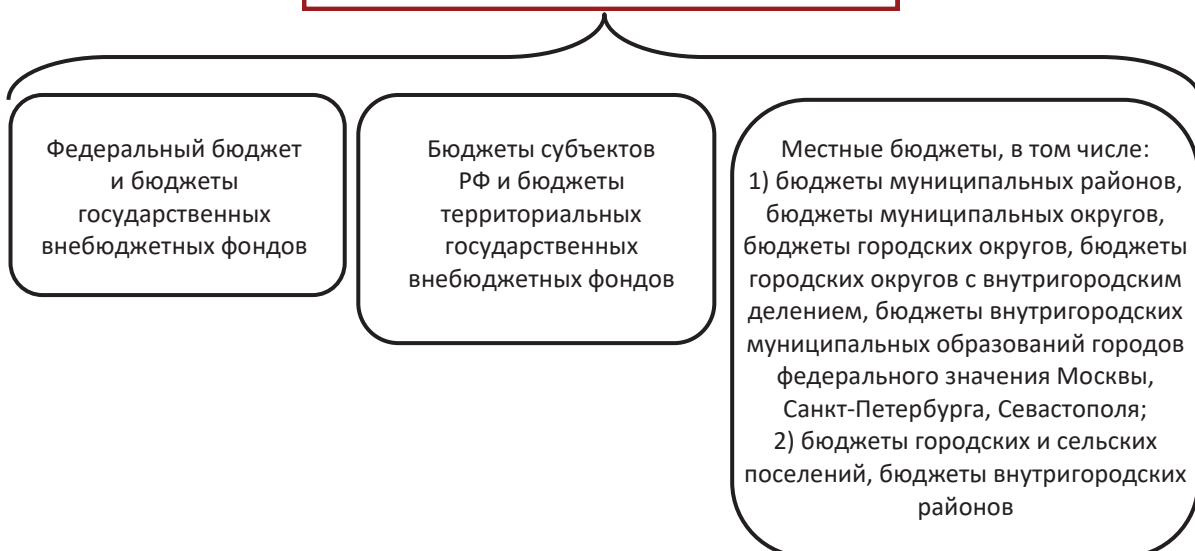 Федеральный бюджет
и бюджеты
государственных
внебюджетных фондов
Бюджеты субъектов
РФ и бюджеты
территориальных
государственных
внебюджетных фондов
Местные бюджеты, в том числе:
1) бюджеты муниципальных районов,
бюджеты муниципальных округов,
бюджеты городских округов, бюджеты
городских округов с внутригородским
делением, бюджеты внутригородских
муниципальных образований городов
федерального значения Москвы,
Санкт-Петербурга, Севастополя;
2) бюджеты городских и сельских
поселений, бюджеты внутригородских
районов